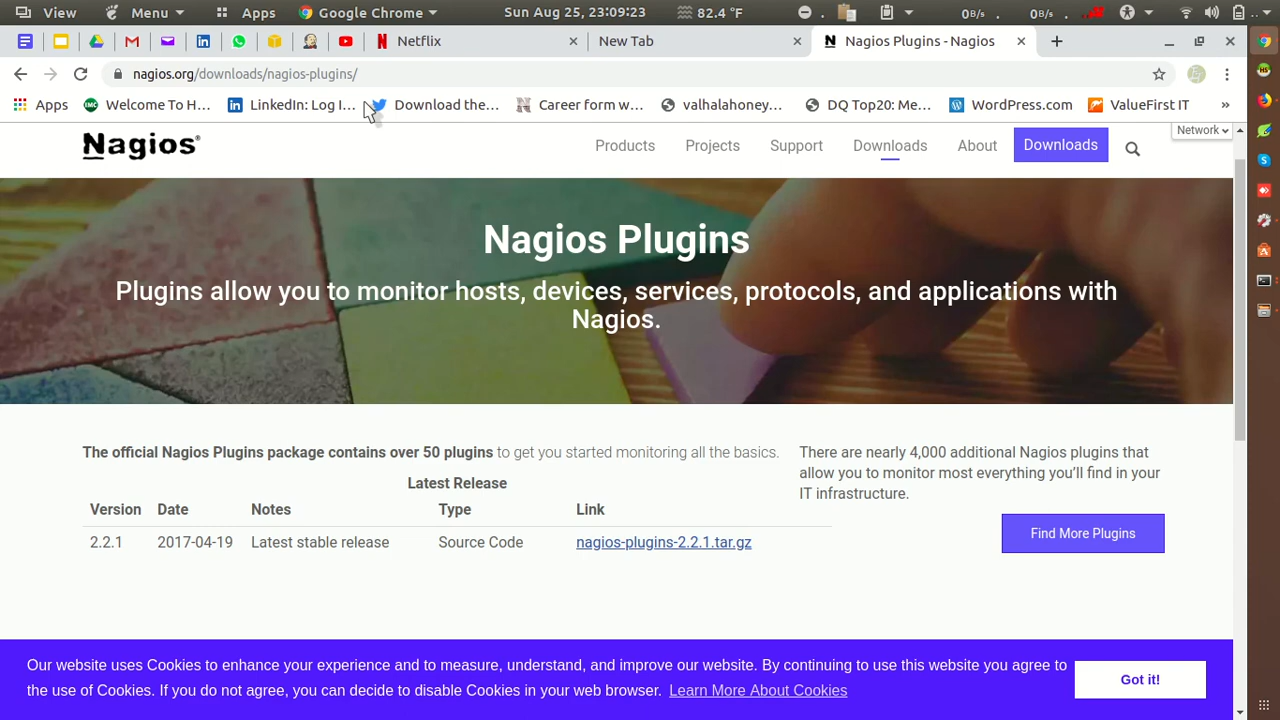 View Menu Apps Google Chrome Sun Aug 25, 23:09:23 82.4 °F 0B/s 0B/s
Netflix New Tab Nagios Plugins - Nagios
nagios.org/downloads/nagios-plugins/
Apps Welcome To H... LinkedIn: Log I... Download the... Career form w... valhalahoney... DQ Top20: Me... WordPress.com ValueFirst IT »
Network
Nagios® Products Projects Support Downloads About Downloads
Nagios Plugins
Plugins allow you to monitor hosts, devices, services, protocols, and applications with
Nagios.
The official Nagios Plugins package contains over 50 plugins to get you started monitoring all the basics.
Latest Release
Version Date Notes Type Link
2.2.1 2017-04-19 Latest stable release Source Code nagios-plugins-2.2.1.tar.gz
There are nearly 4,000 additional Nagios plugins that
allow you to monitor most everything you’ll find in your
IT infrastructure.
Find More Plugins
Our website uses Cookies to enhance your experience and to measure, understand, and improve our website. By continuing to use this website you agree to
the use of Cookies. If you do not agree, you can decide to disable Cookies in your web browser. Learn More About Cookies
Got it!